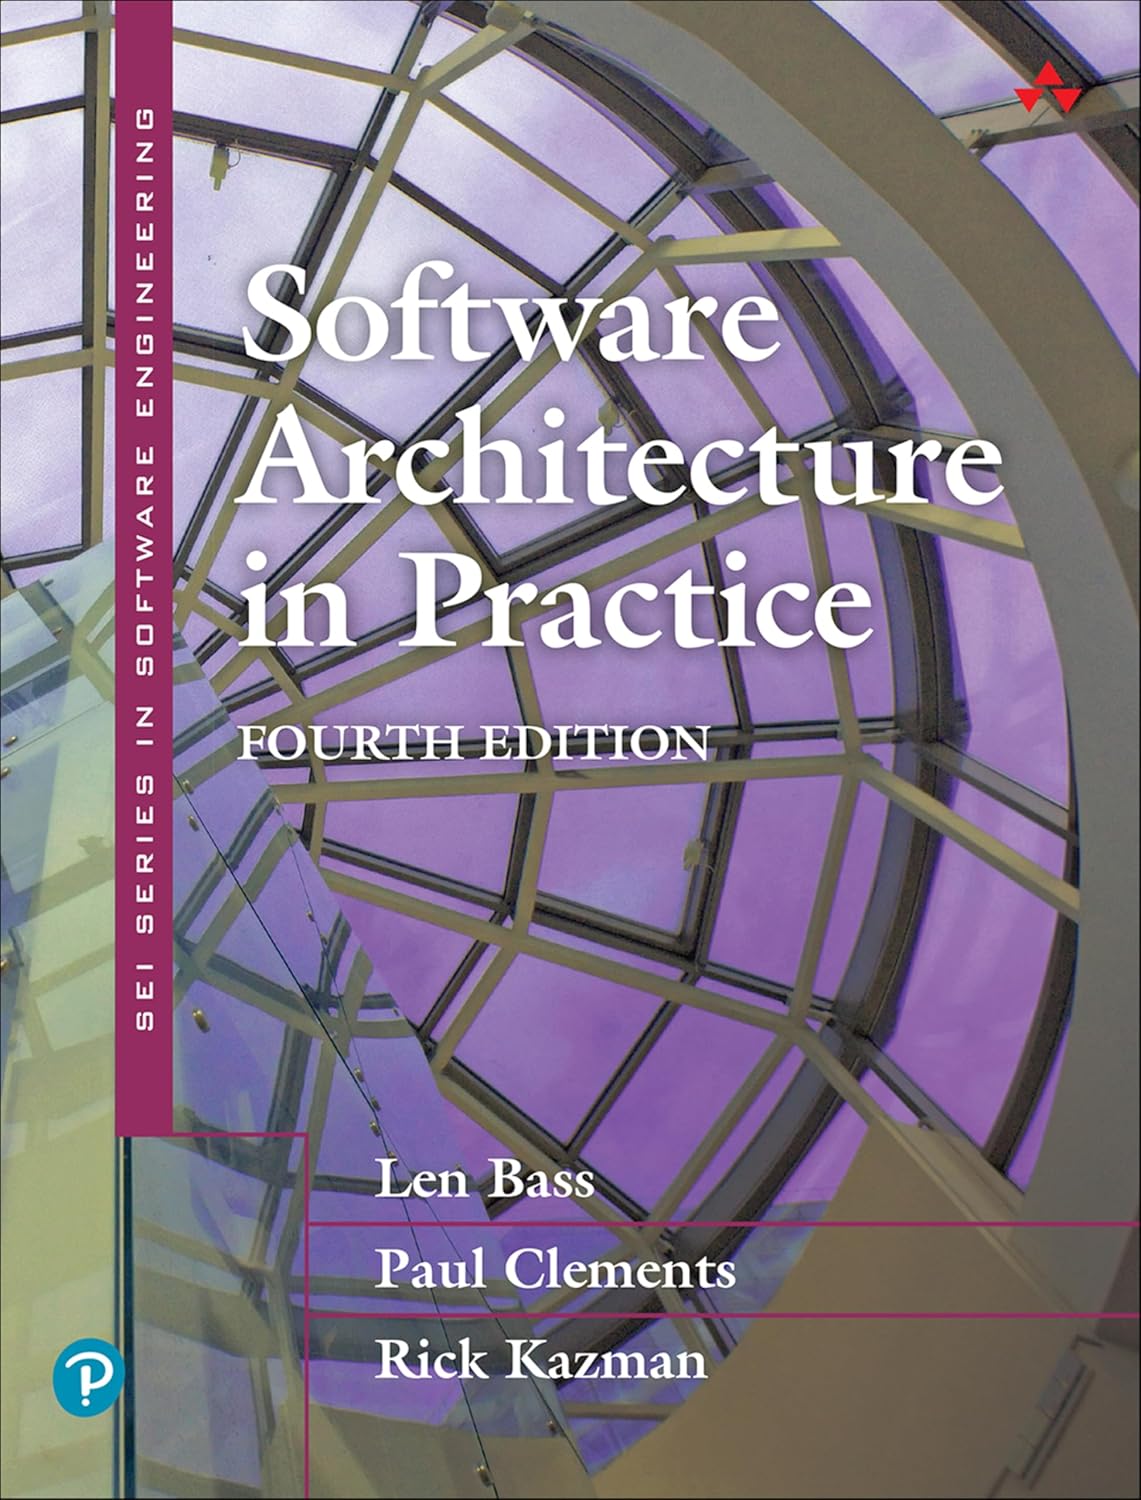 SEI SERIES IN SOFTWARE ENGINEERING
Software
Architecture
in Practice
FOURTH EDITION
Len Bass
Paul Clements
Rick Kazman
P